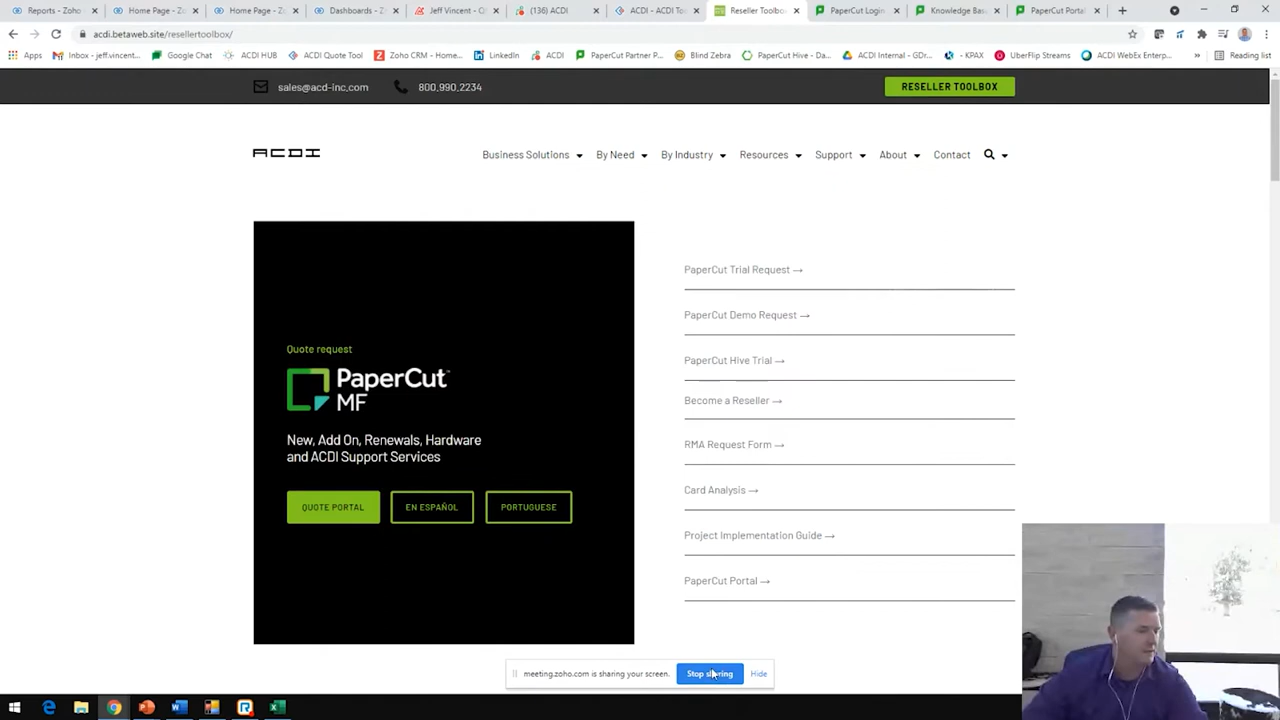 Reports - Zoho
Home Page - Z
Home Page - Z
Dashboards - Z
Jeff Vincent - C
(136) ACDI
ACDI - ACDI Too
Reseller Toolbo
PaperCut Login
Knowledge Bas
PaperCut Portal
acdi.betaweb.site/resellertoolbox/
Apps
Inbox - jeff.vincent...
Google Chat
ACDI HUB
ACDI Quote Tool
Zoho CRM - Home...
LinkedIn
ACDI
PaperCut Partner P...
Blind Zebra
PaperCut Hive - Da...
ACDI Internal - GDr...
- KPAX
UberFlip Streams
ACDI WebEx Enterp...
»
Reading list
sales@acd-inc.com
800.990.2234
RESELLER TOOLBOX
ACDI
Business Solutions
By Need
By Industry
Resources
Support
About
Contact
Quote request
PaperCut™
MF
New, Add On, Renewals, Hardware
and ACDI Support Services
QUOTE PORTAL
EN ESPAÑOL
PORTUGUESE
PaperCut Trial Request →
PaperCut Demo Request →
PaperCut Hive Trial →
Become a Reseller →
RMA Request Form →
Card Analysis →
Project Implementation Guide →
PaperCut Portal →
meeting.zoho.com is sharing your screen.
Stop sharing
Hide